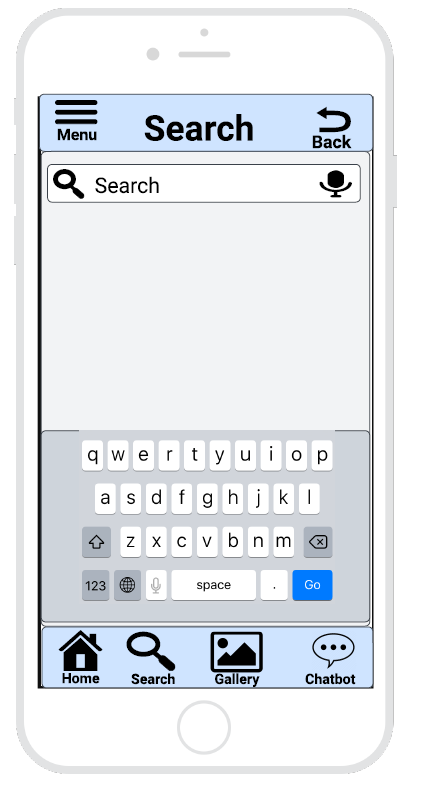 Menu Search Back
Search
q w e r t y u i o p
a s d f g h j k l
z x c v b n m
123 space . Go
Home Search Gallery Chatbot